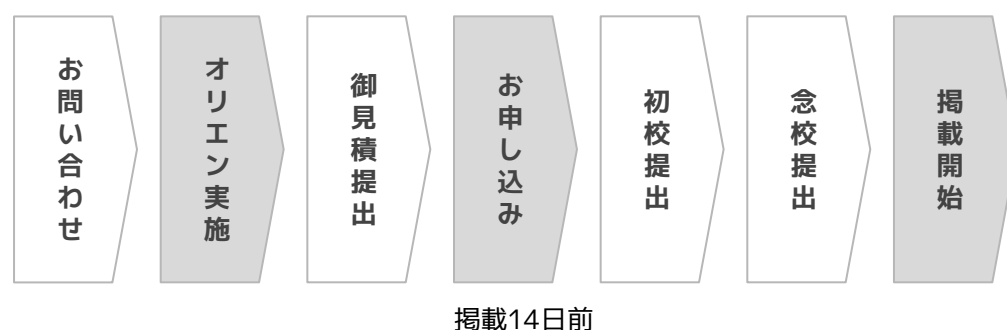 お問い合わせ
オリエン実施
御見積提出
お申し込み
初校提出
念校提出
掲載開始
掲載14日前